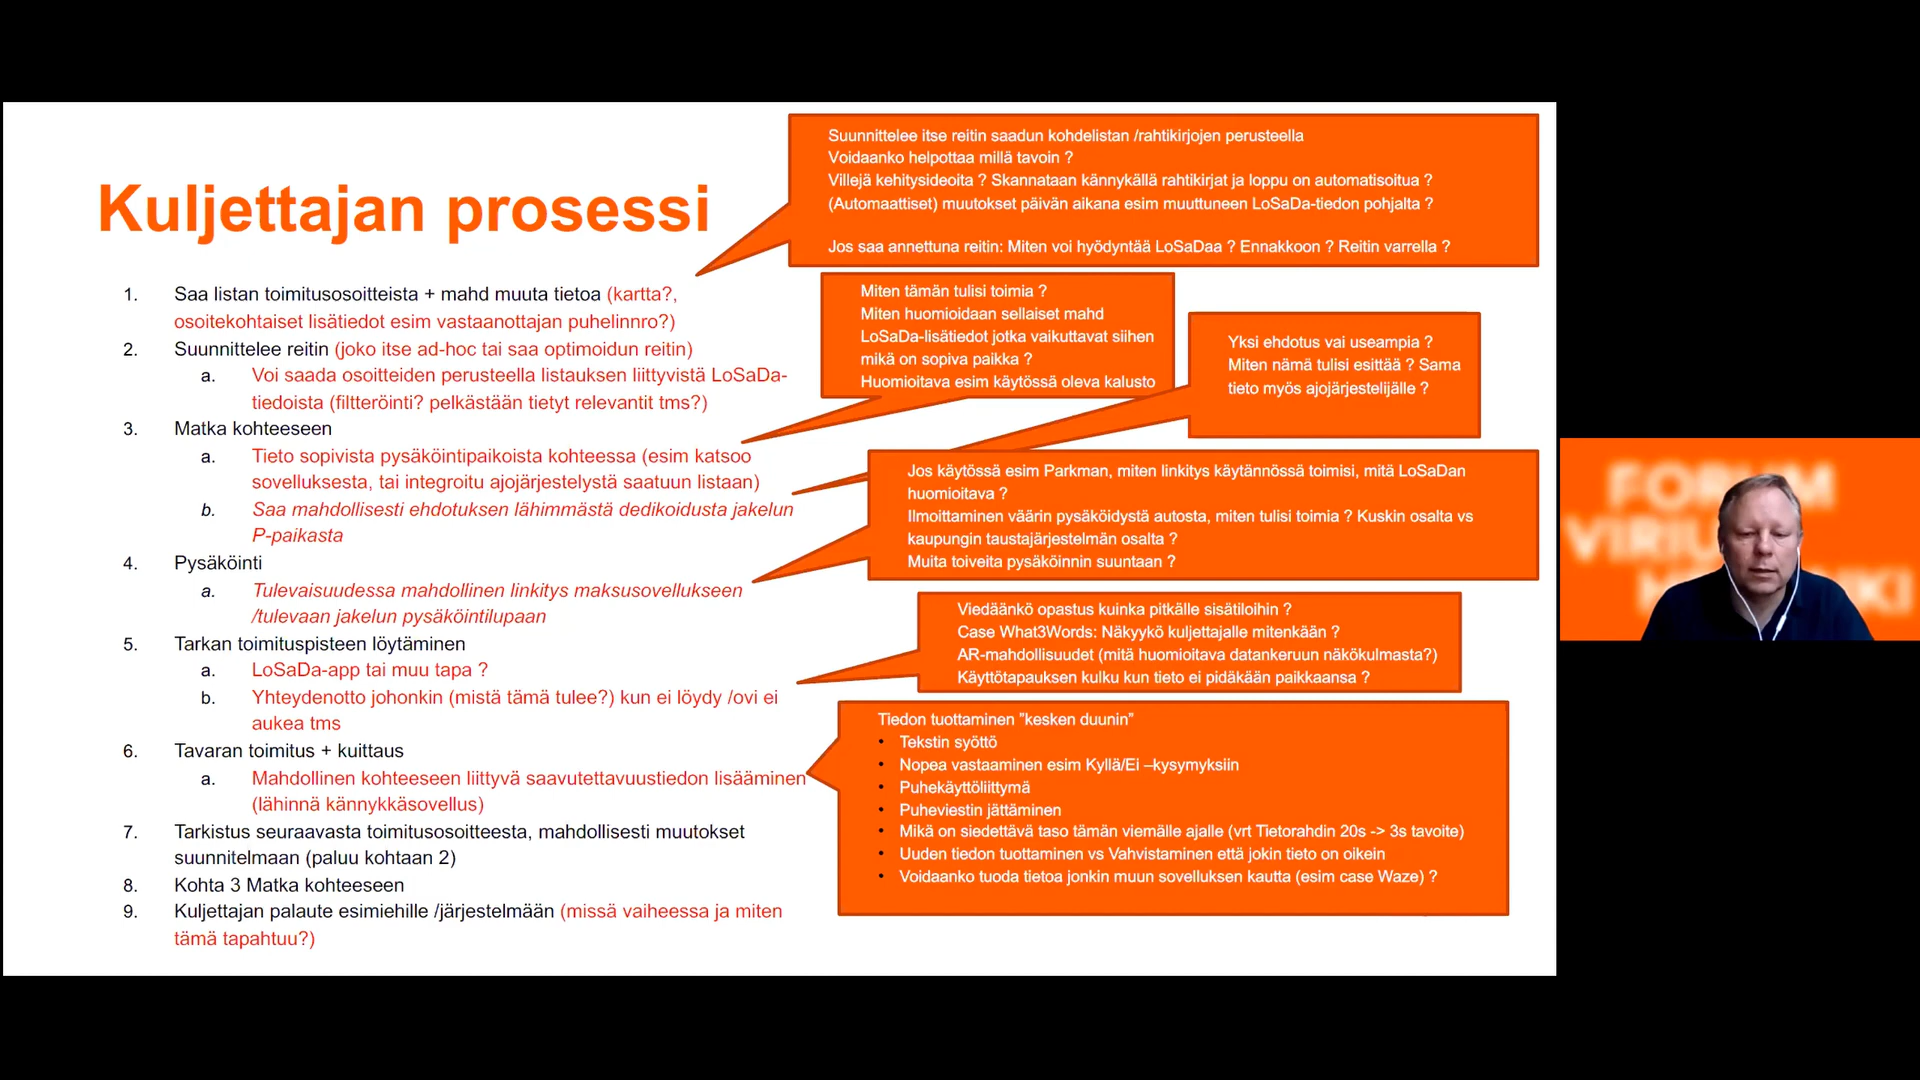 Kuljettajan prosessi
1. Saa listan toimitusosoitteista + mahd muuta tietoa (kartta?,
osoitekohtaiset lisätiedot esim vastaanottajan puhelinnro?)
2. Suunnittelee reitin (joko itse ad-hoc tai saa optimoidun reitin)
a. Voi saada osoitteiden perusteella listauksen liittyvistä LoSaDa-
tiedoista (filtteröinti? pelkästään tietyt relevantit tms?)
3. Matka kohteeseen
a. Tieto sopivista pysäköintipaikoista kohteessa (esim katsoo
sovelluksesta, tai integroitu ajojärjestelystä saatuun listaan)
b. Saa mahdollisesti ehdotuksen lähimmästä dedikoidusta jakelun
P-paikasta
4. Pysäköinti
a. Tulevaisuudessa mahdollinen linkitys maksusovellukseen
/tulevaan jakelun pysäköintilupaan
5. Tarkan toimituspisteen löytäminen
a. LoSaDa-app tai muu tapa ?
b. Yhteydenotto johonkin (mistä tämä tulee?) kun ei löydy /ovi ei
aukea tms
6. Tavaran toimitus + kuittaus
a. Mahdollinen kohteeseen liittyvä saavutettavuustiedon lisääminen
(lähinnä kännykkäsovellus)
7. Tarkistus seuraavasta toimitusosoitteesta, mahdollisesti muutokset
suunnitelmaan (paluu kohtaan 2)
8. Kohta 3 Matka kohteeseen
9. Kuljettajan palaute esimiehille /järjestelmään (missä vaiheessa ja miten
tämä tapahtuu?)
Suunnittelee itse reitin saadun kohdelistan /rahtikirjojen perusteella
Voidaanko helpottaa millä tavoin ?
Villejä kehitysideoita ? Skannataan kännykällä rahtikirjat ja loppu on automatisoitua ?
(Automaattiset) muutokset päivän aikana esim muuttuneen LoSaDa-tiedon pohjalta ?
Jos saa annettuna reitin: Miten voi hyödyntää LoSaDaa ? Ennakkoon ? Reitin varrella ?
Miten tämän tulisi toimia ?
Miten huomioidaan sellaiset mahd
LoSaDa-lisätiedot jotka vaikuttavat siihen
mikä on sopiva paikka ?
Huomioitava esim käytössä oleva kalusto
Yksi ehdotus vai useampia ?
Miten nämä tulisi esittää ? Sama
tieto myös ajojärjestelijälle ?
Jos käytössä esim Parkman, miten linkitys käytännössä toimisi, mitä LoSaDan
huomioitava ?
Ilmoittaminen väärin pysäköidystä autosta, miten tulisi toimia ? Kuskin osalta vs
kaupungin taustajärjestelmän osalta ?
Muita toiveita pysäköinnin suuntaan ?
Viedäänkö opastus kuinka pitkälle sisätiloihin ?
Case What3Words: Näkyykö kuljettajalle mitenkään ?
AR-mahdollisuudet (mitä huomioitava datankeruun näkökulmasta?)
Käyttötapauksen kulku kun tieto ei pidäkään paikkaansa ?
Tiedon tuottaminen ”kesken duunin”
• Tekstin syöttö
• Nopea vastaaminen esim Kyllä/Ei –kysymyksiin
• Puhekäyttöliittymä
• Puheviestin jättäminen
• Mikä on siedettävä taso tämän viemälle ajalle (vrt Tietorahdin 20s -> 3s tavoite)
• Uuden tiedon tuottaminen vs Vahvistaminen että jokin tieto on oikein
• Voidaanko tuoda tietoa jonkin muun sovelluksen kautta (esim case Waze) ?
FORUM
VIRIU